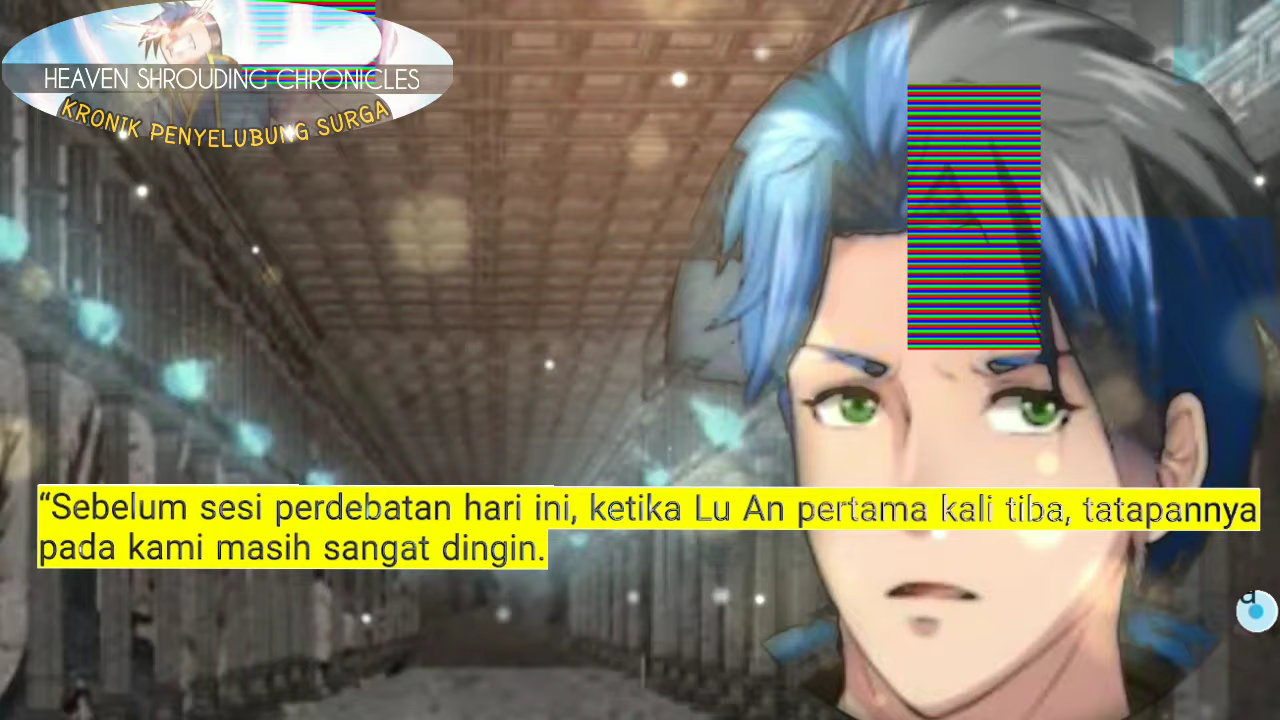 HEAVEN SHROUDING CHRONICLES
KRONIK PENYELUBUNG SURGA
“Sebelum sesi perdebatan hari ini, ketika Lu An pertama kali tiba, tatapannya
pada kami masih sangat dingin.